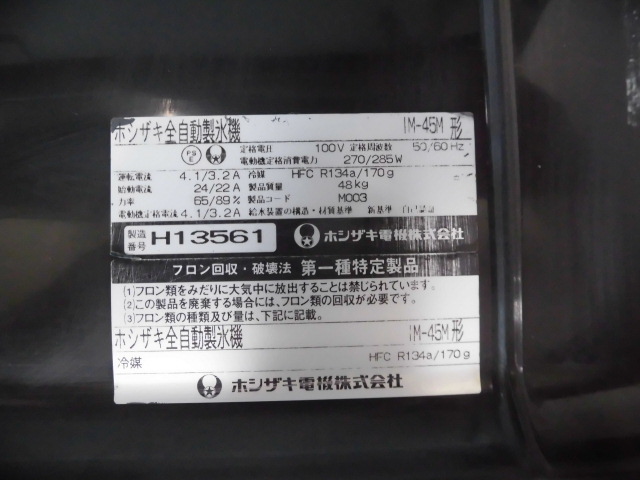 ホシザキ全自動製氷機 IM-45M 形
PS E 定格電圧 100V 定格周波数 50/60Hz
電動機定格消費電力 270/285W
運転電流 4.1/3.2A 冷媒 HFC R134a/170g
始動電流 24/22A 製品質量 48kg
力率 65/89% 製品コード M003
電動機定格電流 4.1/3.2A 給水装置の構造・材質基準 新基準 自己認証
製造番号 H13561 ホシザキ電機株式会社
フロン回収・破壊法 第一種特定製品
(1)フロン類をみだりに大気中に放出することは禁じられています。
(2)この製品を廃棄する場合には、フロン類の回収が必要です。
(3)フロン類の種類及び量は、下記に記載。
ホシザキ全自動製氷機 IM-45M 形
冷媒 HFC R134a/170g
ホシザキ電機株式会社